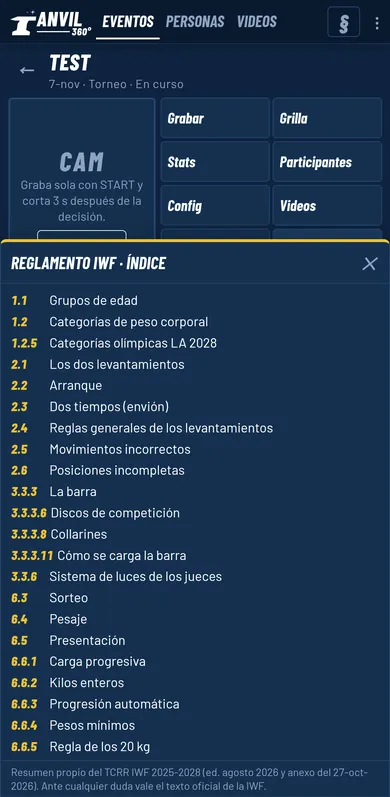 ANVIL 360° EVENTOS PERSONAS VIDEOS §
← TEST
7-nov · Torneo · En curso
CAM
Graba sola con START y
corta 3 s después de la
decisión.
Grabar Grilla
Stats Participantes
Config Videos
REGLAMENTO IWF · ÍNDICE
1.1 Grupos de edad
1.2 Categorías de peso corporal
1.2.5 Categorías olímpicas LA 2028
2.1 Los dos levantamientos
2.2 Arranque
2.3 Dos tiempos (envión)
2.4 Reglas generales de los levantamientos
2.5 Movimientos incorrectos
2.6 Posiciones incompletas
3.3.3 La barra
3.3.3.6 Discos de competición
3.3.3.8 Collarines
3.3.3.11 Cómo se carga la barra
3.3.6 Sistema de luces de los jueces
6.3 Sorteo
6.4 Pesaje
6.5 Presentación
6.6.1 Carga progresiva
6.6.2 Kilos enteros
6.6.3 Progresión automática
6.6.4 Pesos mínimos
6.6.5 Regla de los 20 kg
Resumen propio del TCRR IWF 2025-2028 (ed. agosto 2026 y anexo del 27-oct-
2026). Ante cualquier duda vale el texto oficial de la IWF.